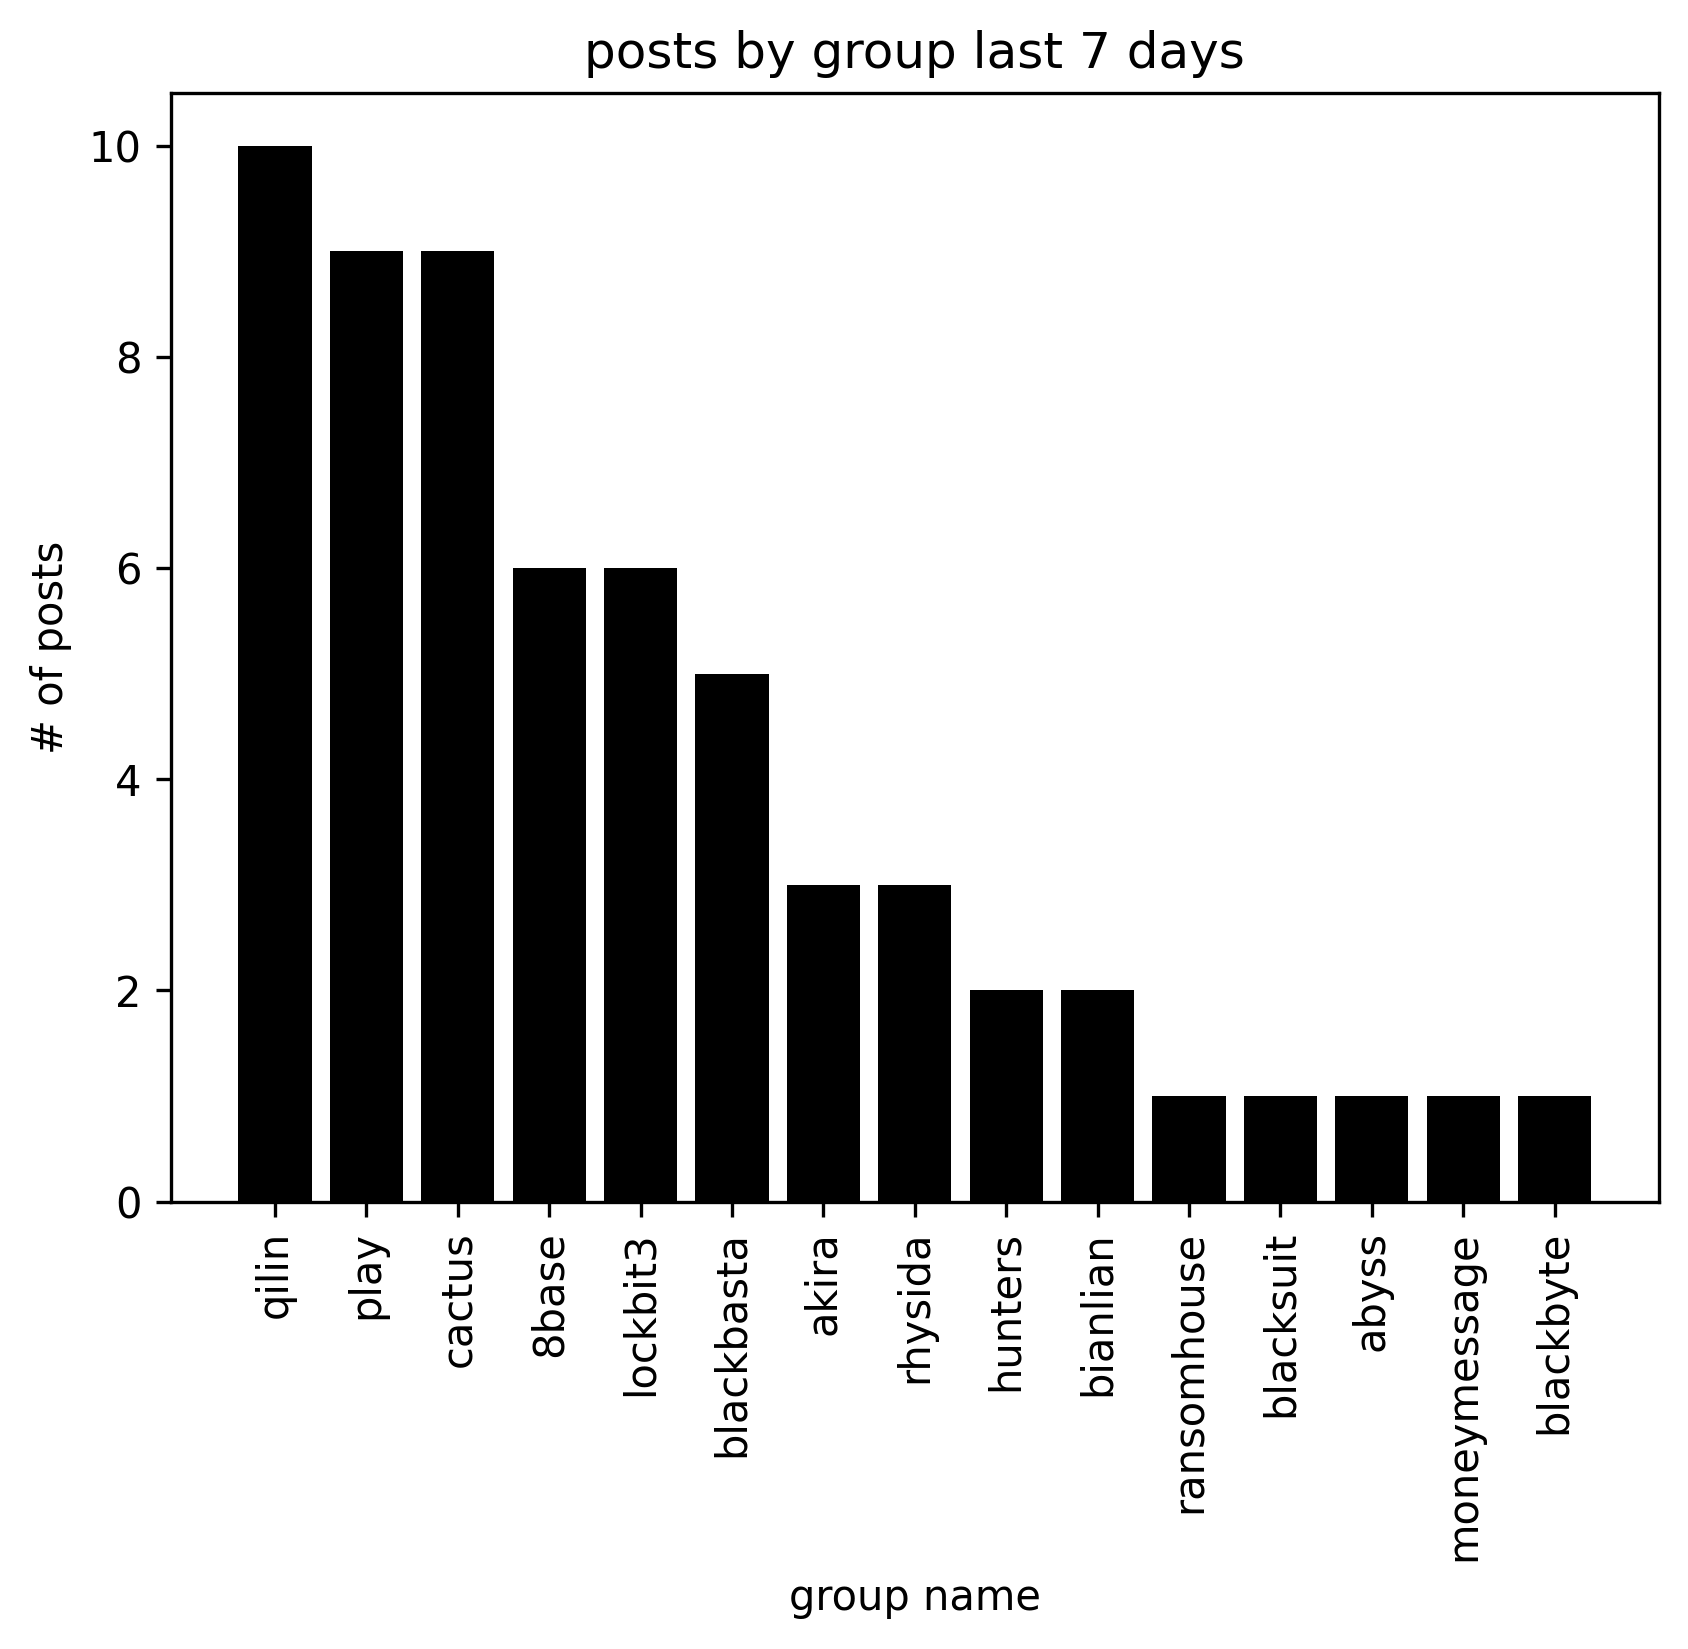 posts by group last 7 days
# of posts
10
8
6
4
2
0
qilin
play
cactus
8base
lockbit3
blackbasta
akira
rhysida
hunters
bianlian
ransomhouse
blacksuit
abyss
moneymessage
blackbyte
group name